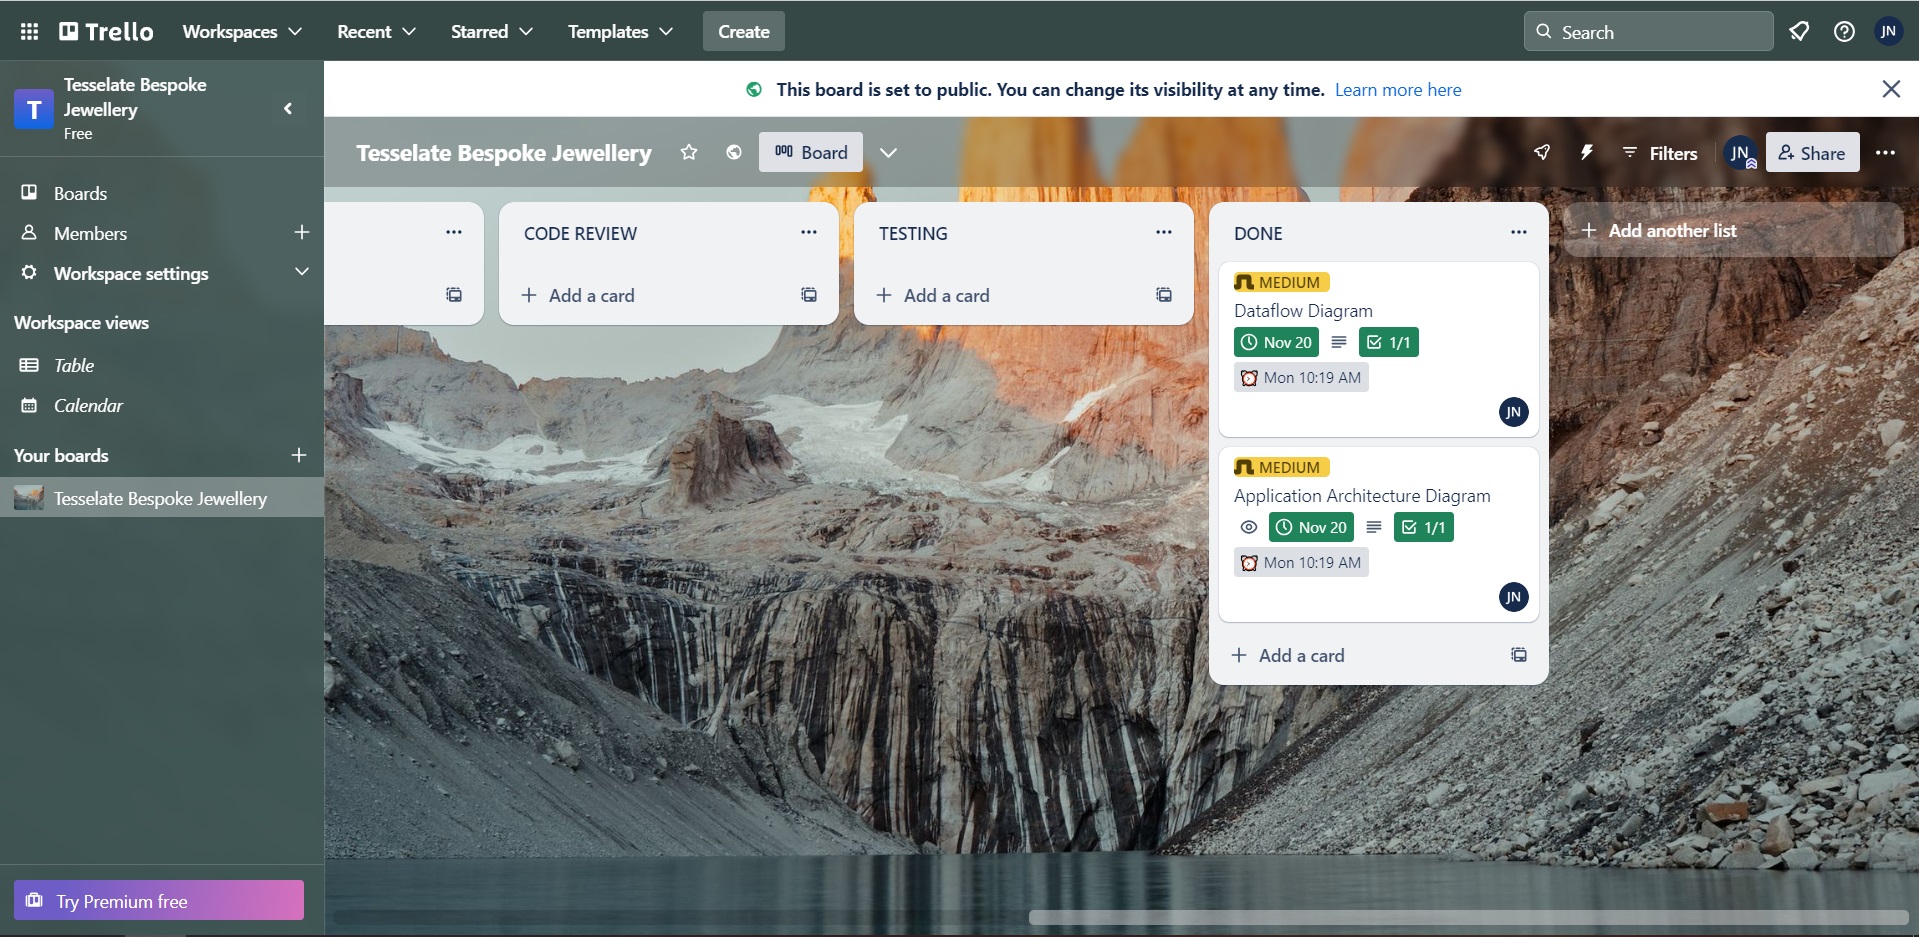 Trello
Workspaces
Recent
Starred
Templates
Create
Search
JN
T
Tesselate Bespoke
Jewellery
Free
Boards
Members
Workspace settings
Workspace views
Table
Calendar
Your boards
Tesselate Bespoke Jewellery
Try Premium free
This board is set to public. You can change its visibility at any time. Learn more here
Tesselate Bespoke Jewellery
Board
Filters
JN
Share
CODE REVIEW
Add a card
TESTING
Add a card
DONE
MEDIUM
Dataflow Diagram
Nov 20
1/1
Mon 10:19 AM
JN
MEDIUM
Application Architecture Diagram
Nov 20
1/1
Mon 10:19 AM
JN
Add a card
Add another list